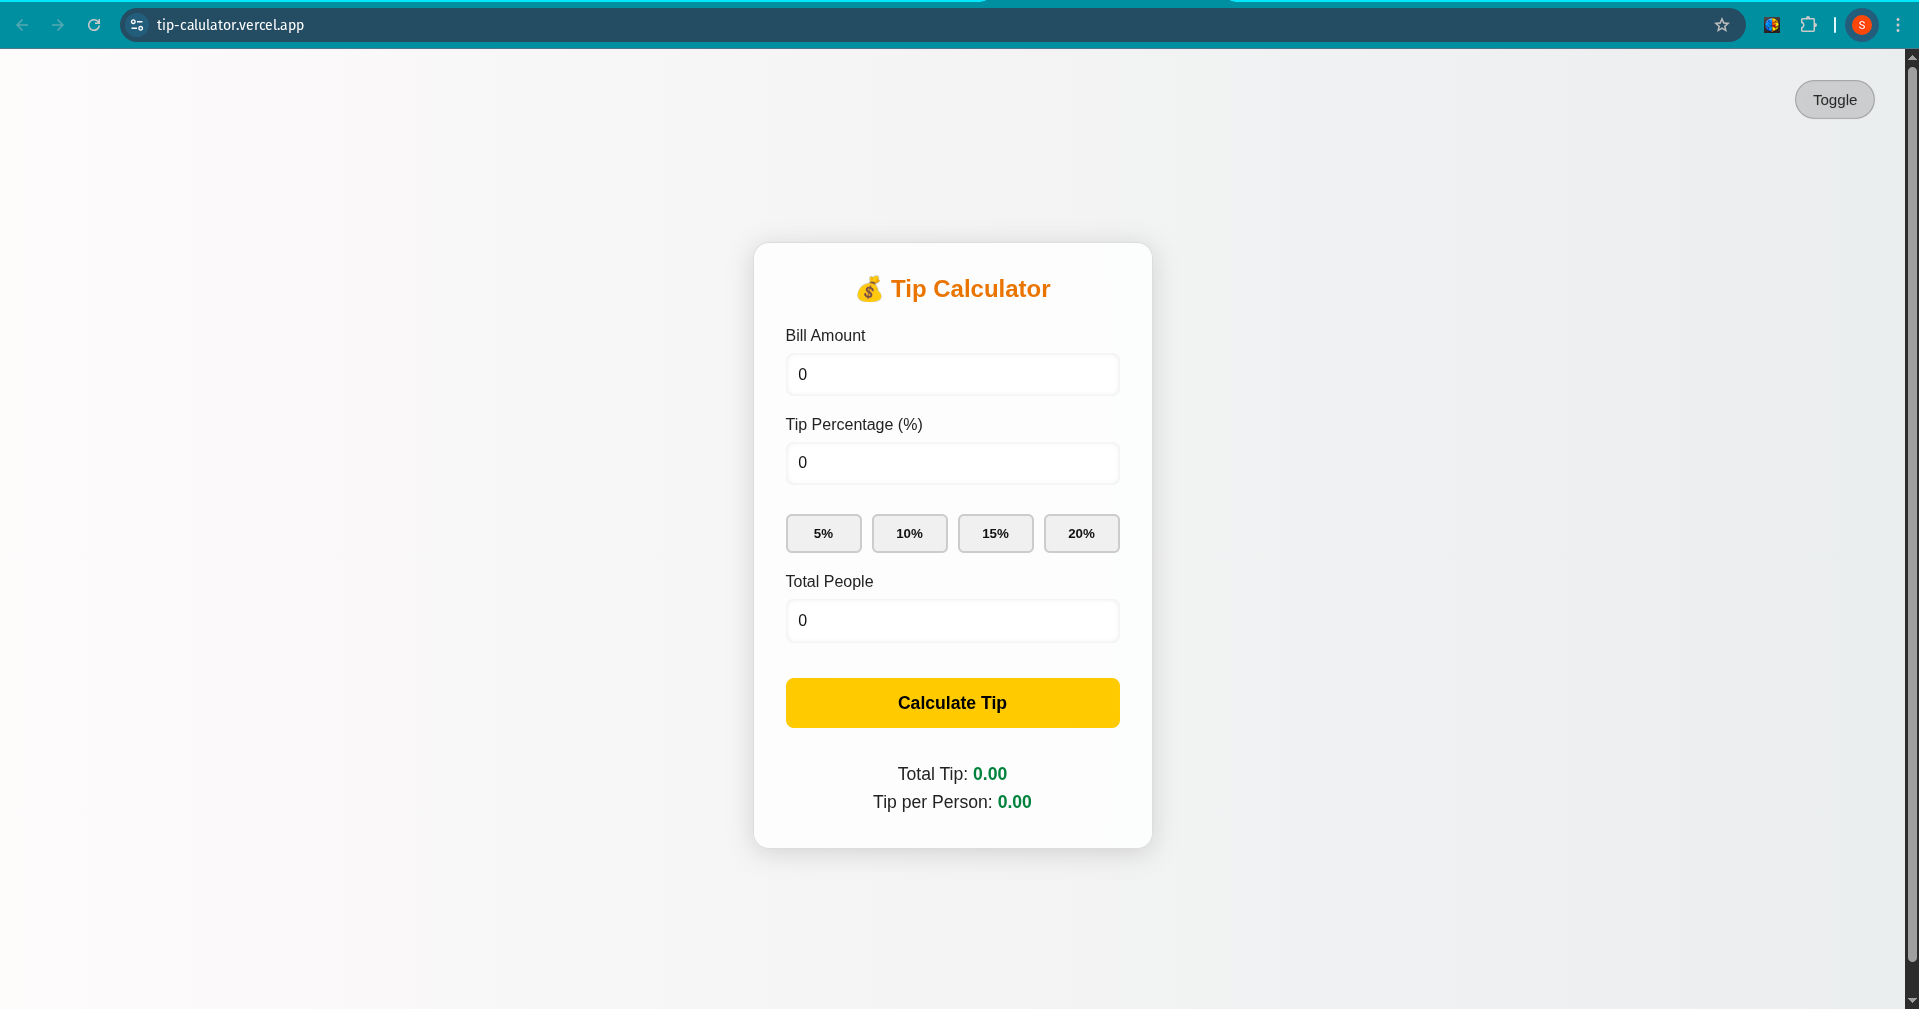 tip-calulator.vercel.app
S
Toggle
💰 Tip Calculator
Bill Amount
0
Tip Percentage (%)
0
5% 10% 15% 20%
Total People
0
Calculate Tip
Total Tip: 0.00
Tip per Person: 0.00